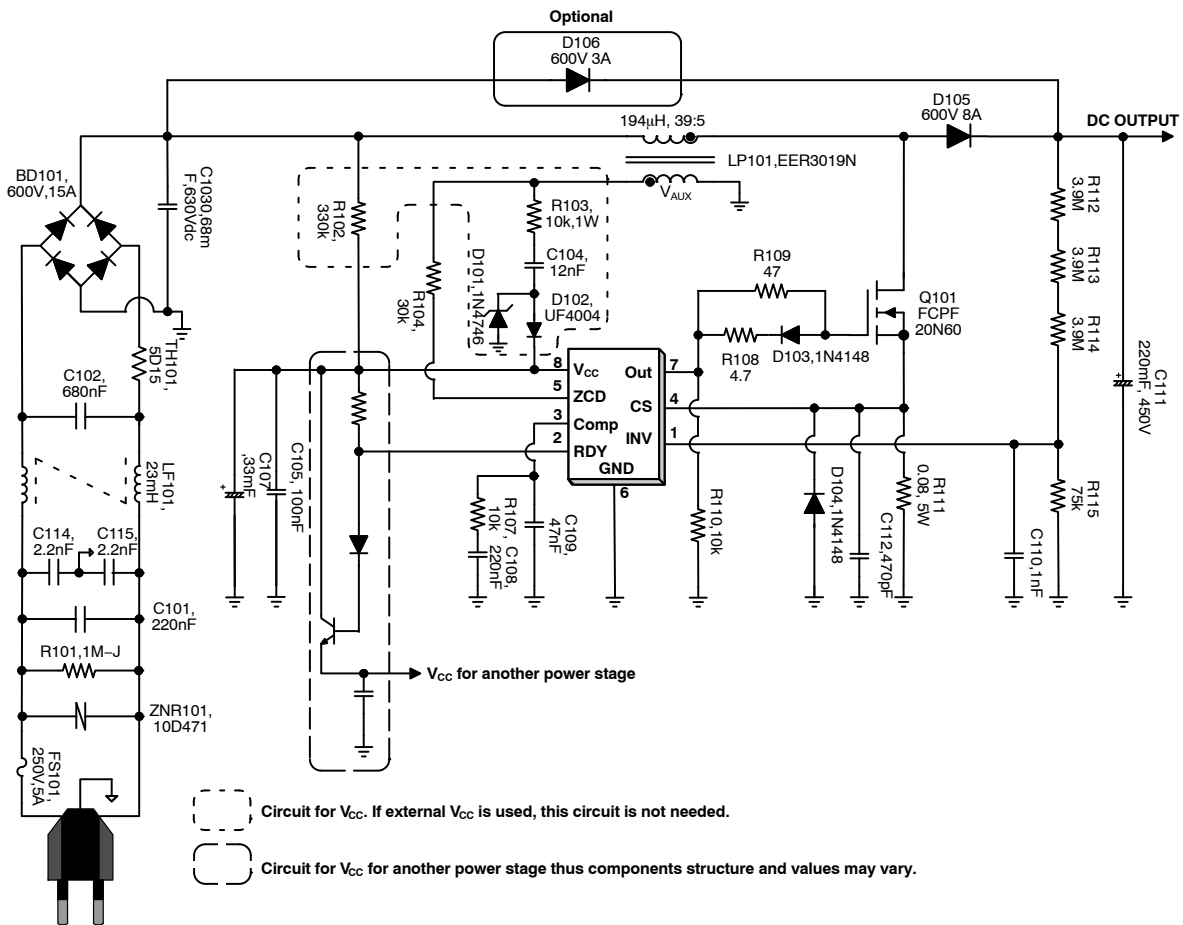 Optional
D106
600V 3A
194μH, 39:5
D105
600V 8A
DC OUTPUT
LP101,EER3019N
VAUX
BD101,
600V,15A
C1030,68m
F,630Vdc
R102,
330k
R103,
10k,1W
C104,
12nF
D101,1N4746
D102,
UF4004
R104,
30k
R109
47
R108
4.7
D103,1N4148
Q101
FCPF
20N60
R112
3.9M
R113
3.9M
R114
3.9M
C111
220mF, 450V
TH101,
5D15
C102,
680nF
LF101,
23mH
C114,
2.2nF
C115,
2.2nF
C101,
220nF
R101,1M–J
ZNR101,
10D471
FS101,
250V,5A
C107
,33mF
+
C105, 100nF
8
VCC
5
ZCD
3
Comp
2
RDY
GND
6
Out
7
CS
4
INV
1
R107,
10k
C108,
220nF
C109,
47nF
R110,10k
D104,1N4148
C112,470pF
R111
0.08, 5W
C110,1nF
R115
75k
+
VCC for another power stage
Circuit for VCC. If external VCC is used, this circuit is not needed.
Circuit for VCC for another power stage thus components structure and values may vary.